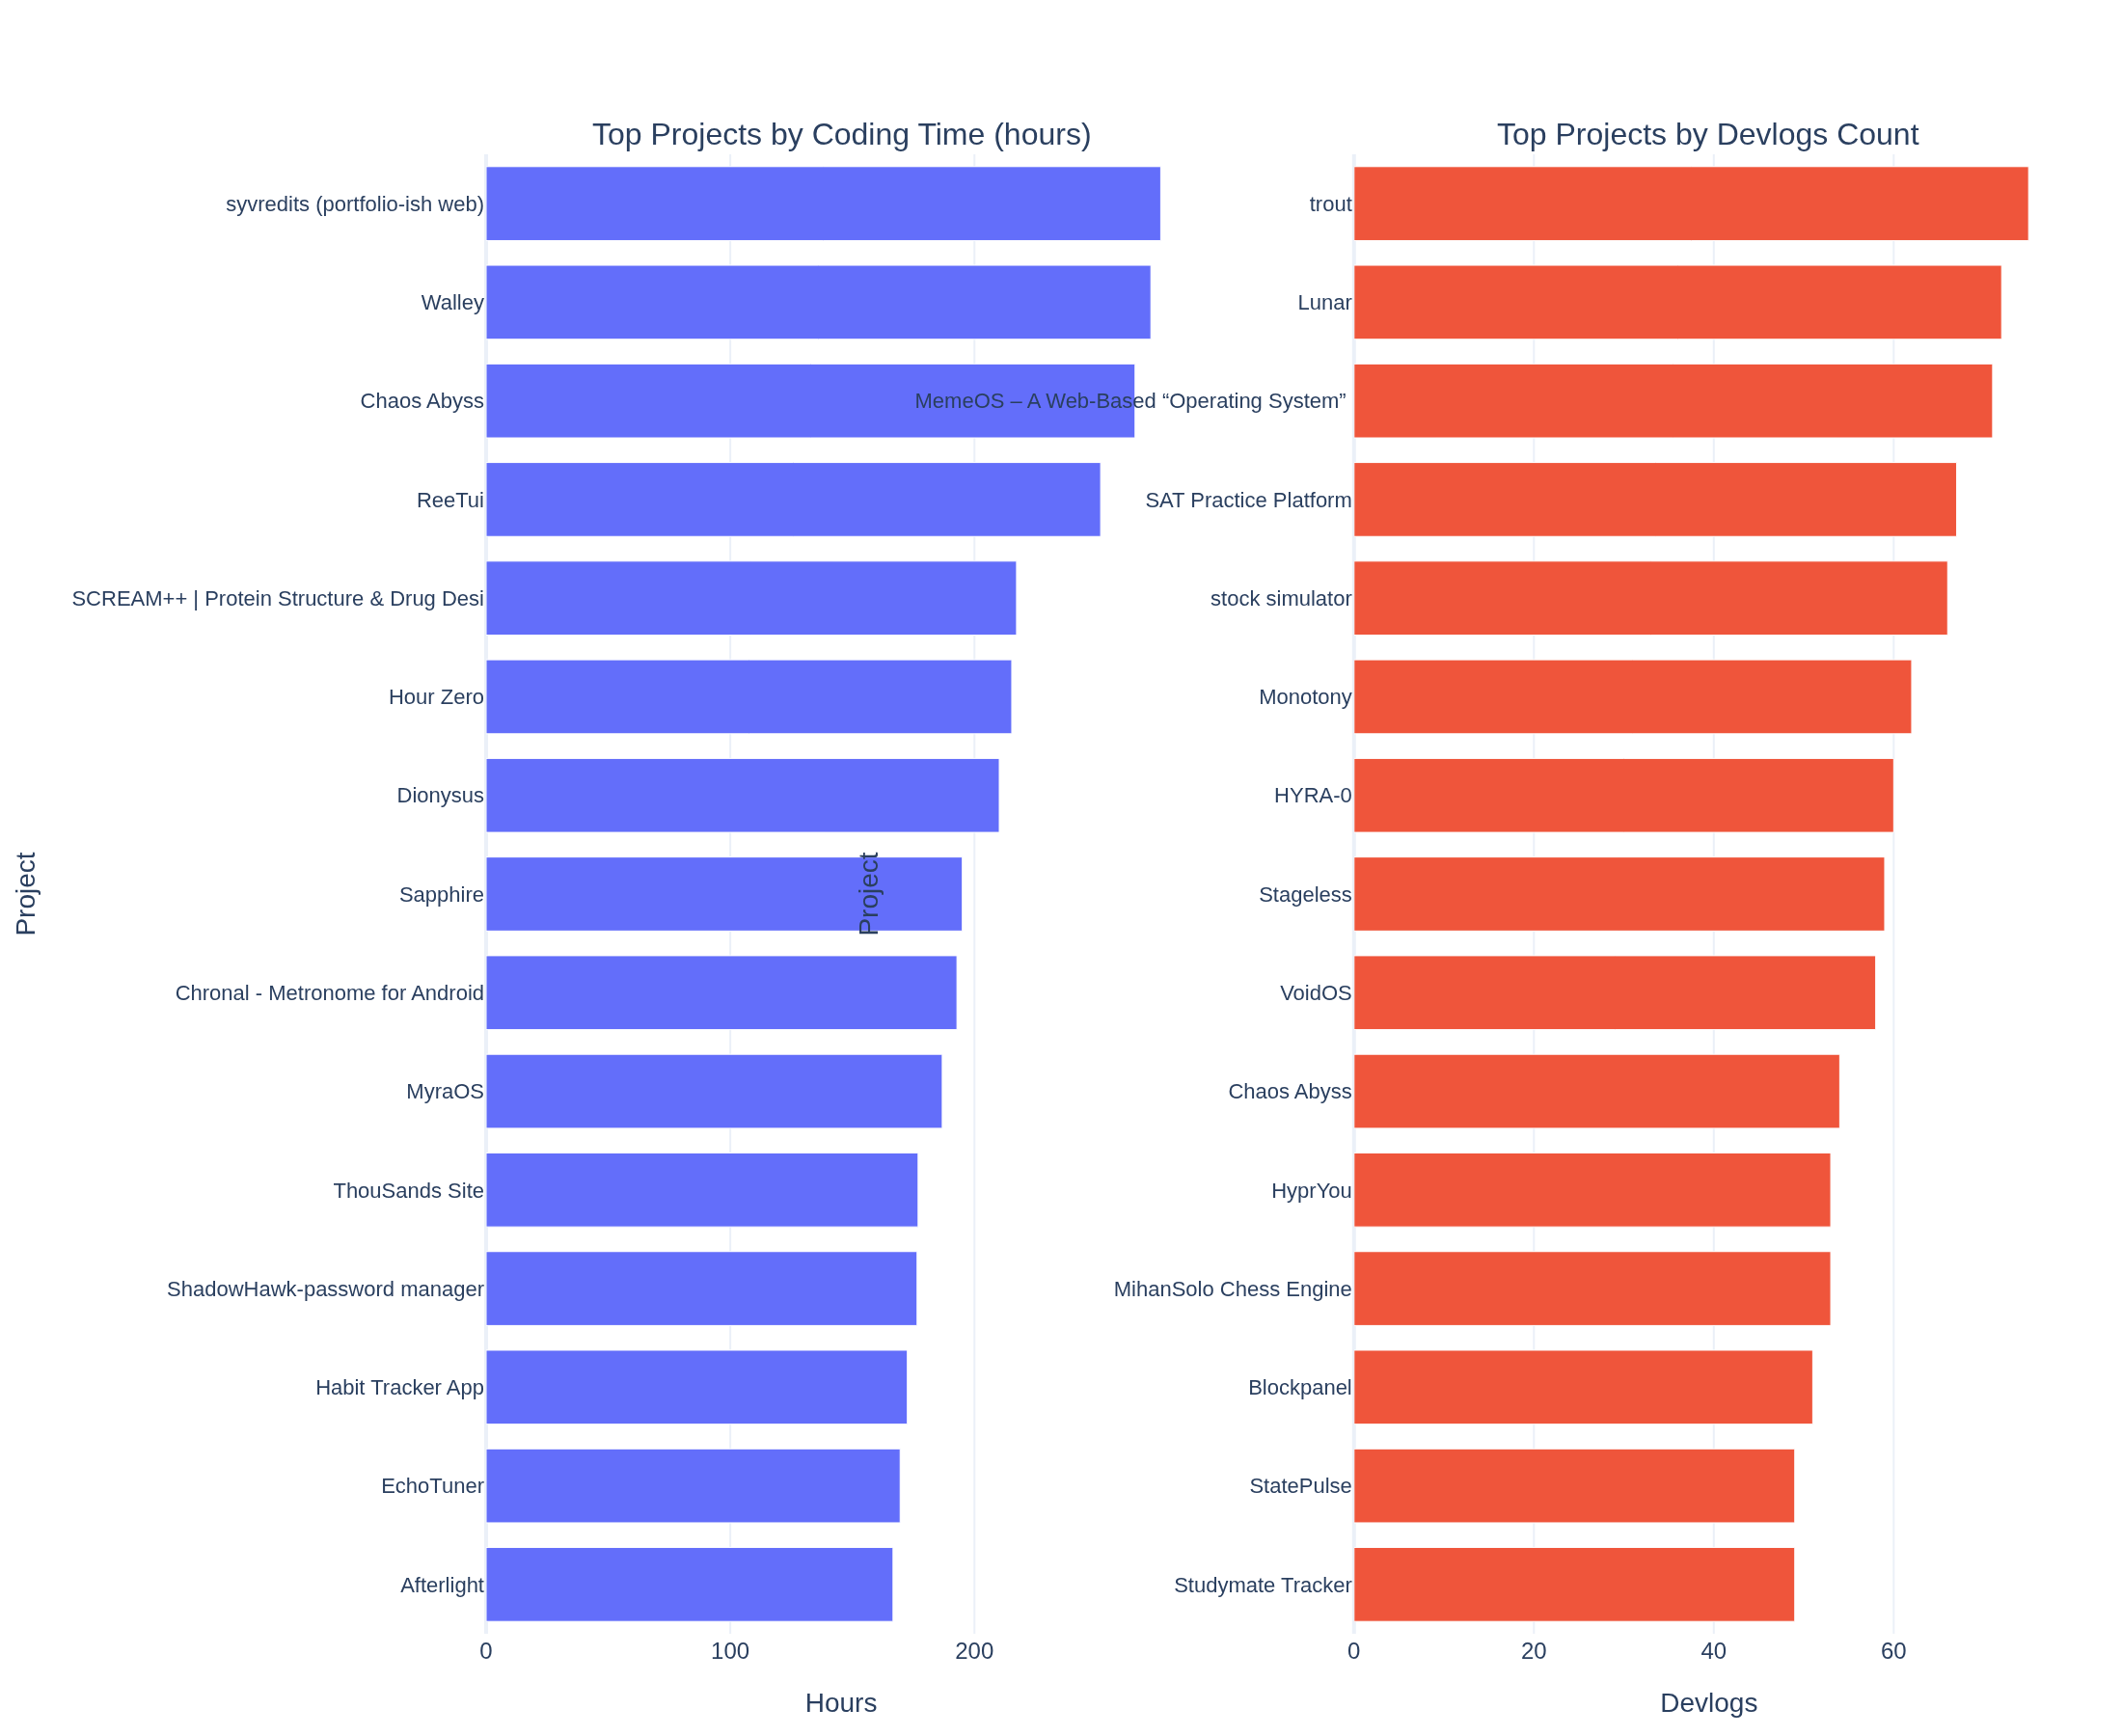 Top Projects by Coding Time (hours)
Top Projects by Devlogs Count
syvredits (portfolio-ish web)
Walley
Chaos Abyss
ReeTui
SCREAM++ | Protein Structure & Drug Desi
Hour Zero
Dionysus
Sapphire
Chronal - Metronome for Android
MyraOS
ThouSands Site
ShadowHawk-password manager
Habit Tracker App
EchoTuner
Afterlight
Project
0
100
200
Hours
trout
Lunar
MemeOS – A Web-Based “Operating System”
SAT Practice Platform
stock simulator
Monotony
HYRA-0
Stageless
VoidOS
Chaos Abyss
HyprYou
MihanSolo Chess Engine
Blockpanel
StatePulse
Studymate Tracker
Project
0
20
40
60
Devlogs